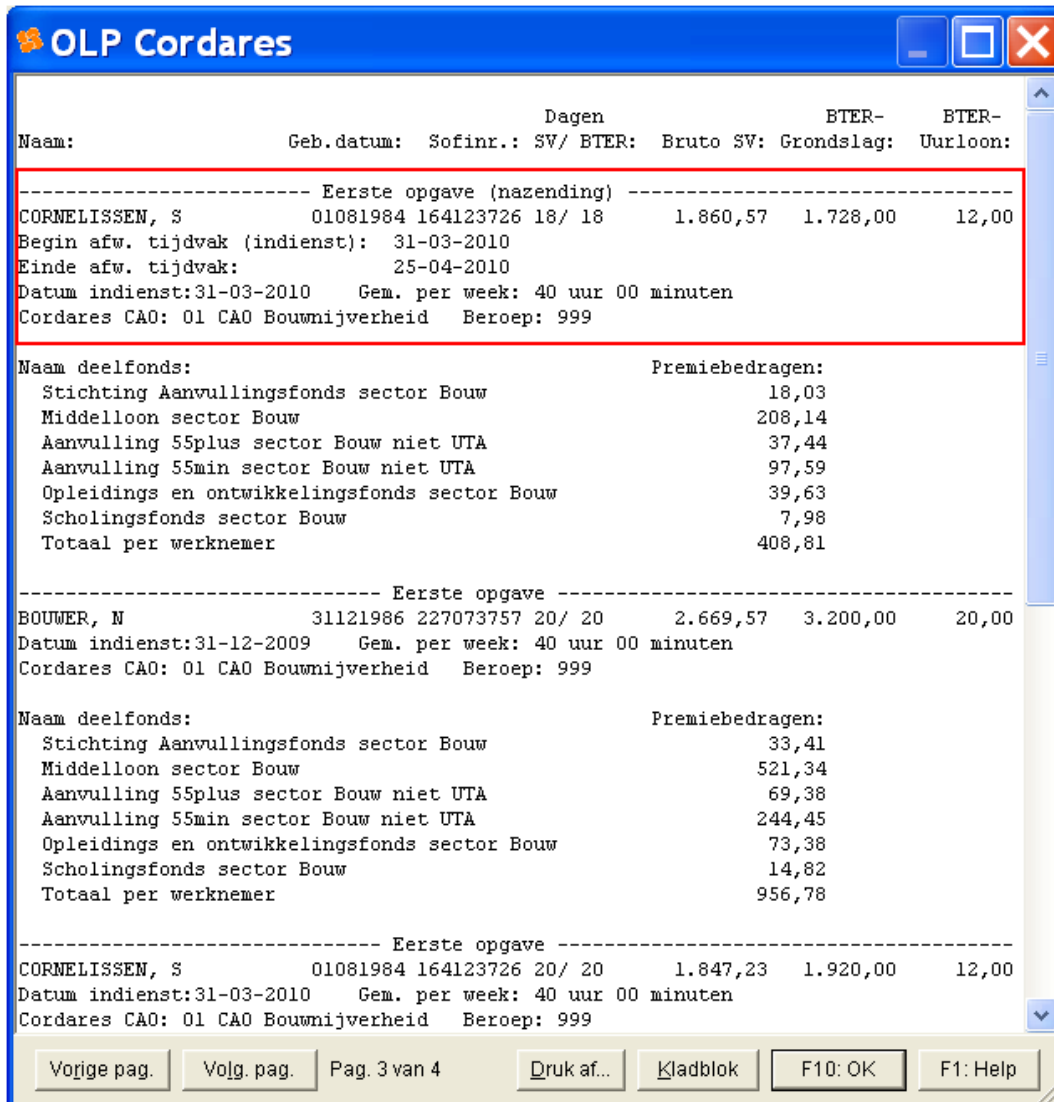 OLP Cordares
Dagen BTER- BTER-
Naam: Geb.datum: Sofinr.: SV/ BTER: Bruto SV: Grondslag: Uurloon:
------------------------- Eerste opgave (nazending) ---------------------------------
CORNELISSEN, S 01081984 164123726 18/ 18 1.860,57 1.728,00 12,00
Begin afw. tijdvak (indienst): 31-03-2010
Einde afw. tijdvak: 25-04-2010
Datum indienst:31-03-2010 Gem. per week: 40 uur 00 minuten
Cordares CAO: 01 CAO Bouwnijverheid Beroep: 999
Naam deelfonds: Premiebedragen:
Stichting Aanvullingsfonds sector Bouw 18,03
Middelloon sector Bouw 208,14
Aanvulling 55plus sector Bouw niet UTA 37,44
Aanvulling 55min sector Bouw niet UTA 97,59
Opleidings en ontwikkelingsfonds sector Bouw 39,63
Scholingsfonds sector Bouw 7,98
Totaal per werknemer 408,81
------------------------------- Eerste opgave ---------------------------------------
BOUWER, N 31121986 227073757 20/ 20 2.669,57 3.200,00 20,00
Datum indienst:31-12-2009 Gem. per week: 40 uur 00 minuten
Cordares CAO: 01 CAO Bouwnijverheid Beroep: 999
Naam deelfonds: Premiebedragen:
Stichting Aanvullingsfonds sector Bouw 33,41
Middelloon sector Bouw 521,34
Aanvulling 55plus sector Bouw niet UTA 69,38
Aanvulling 55min sector Bouw niet UTA 244,45
Opleidings en ontwikkelingsfonds sector Bouw 73,38
Scholingsfonds sector Bouw 14,82
Totaal per werknemer 956,78
------------------------------- Eerste opgave ---------------------------------------
CORNELISSEN, S 01081984 164123726 20/ 20 1.847,23 1.920,00 12,00
Datum indienst:31-03-2010 Gem. per week: 40 uur 00 minuten
Cordares CAO: 01 CAO Bouwnijverheid Beroep: 999
Vorige pag. Volg. pag. Pag. 3 van 4 Druk af... Kladblok F10: OK F1: Help